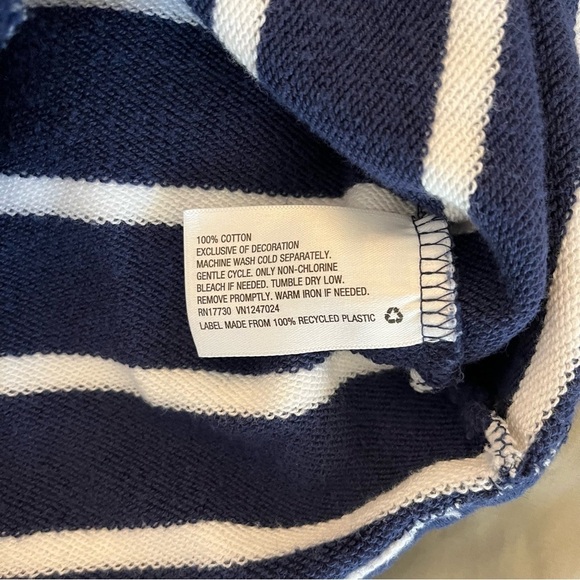 100% COTTON
EXCLUSIVE OF DECORATION
MACHINE WASH COLD SEPARATELY.
GENTLE CYCLE. ONLY NON-CHLORINE
BLEACH IF NEEDED. TUMBLE DRY LOW.
REMOVE PROMPTLY. WARM IRON IF NEEDED.
RN17730 VN1247024
LABEL MADE FROM 100% RECYCLED PLASTIC